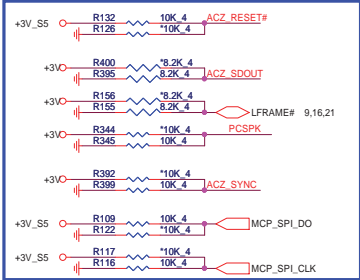 R132 10K_4 ACZ_RESET#
+3V_S5 R126 *10K_4
R400 *8.2K_4
+3V R395 8.2K_4 ACZ_SDOUT
R156 *8.2K_4
+3V R155 8.2K_4 LFRAME# 9,16,21
R344 *10K_4 PCSPK
+3V R345 10K_4
R392 *10K_4
+3V R399 10K_4 ACZ_SYNC
R109 10K_4
+3V_S5 R122 *10K_4 MCP_SPI_DO
R117 *10K_4
+3V_S5 R116 10K_4 MCP_SPI_CLK